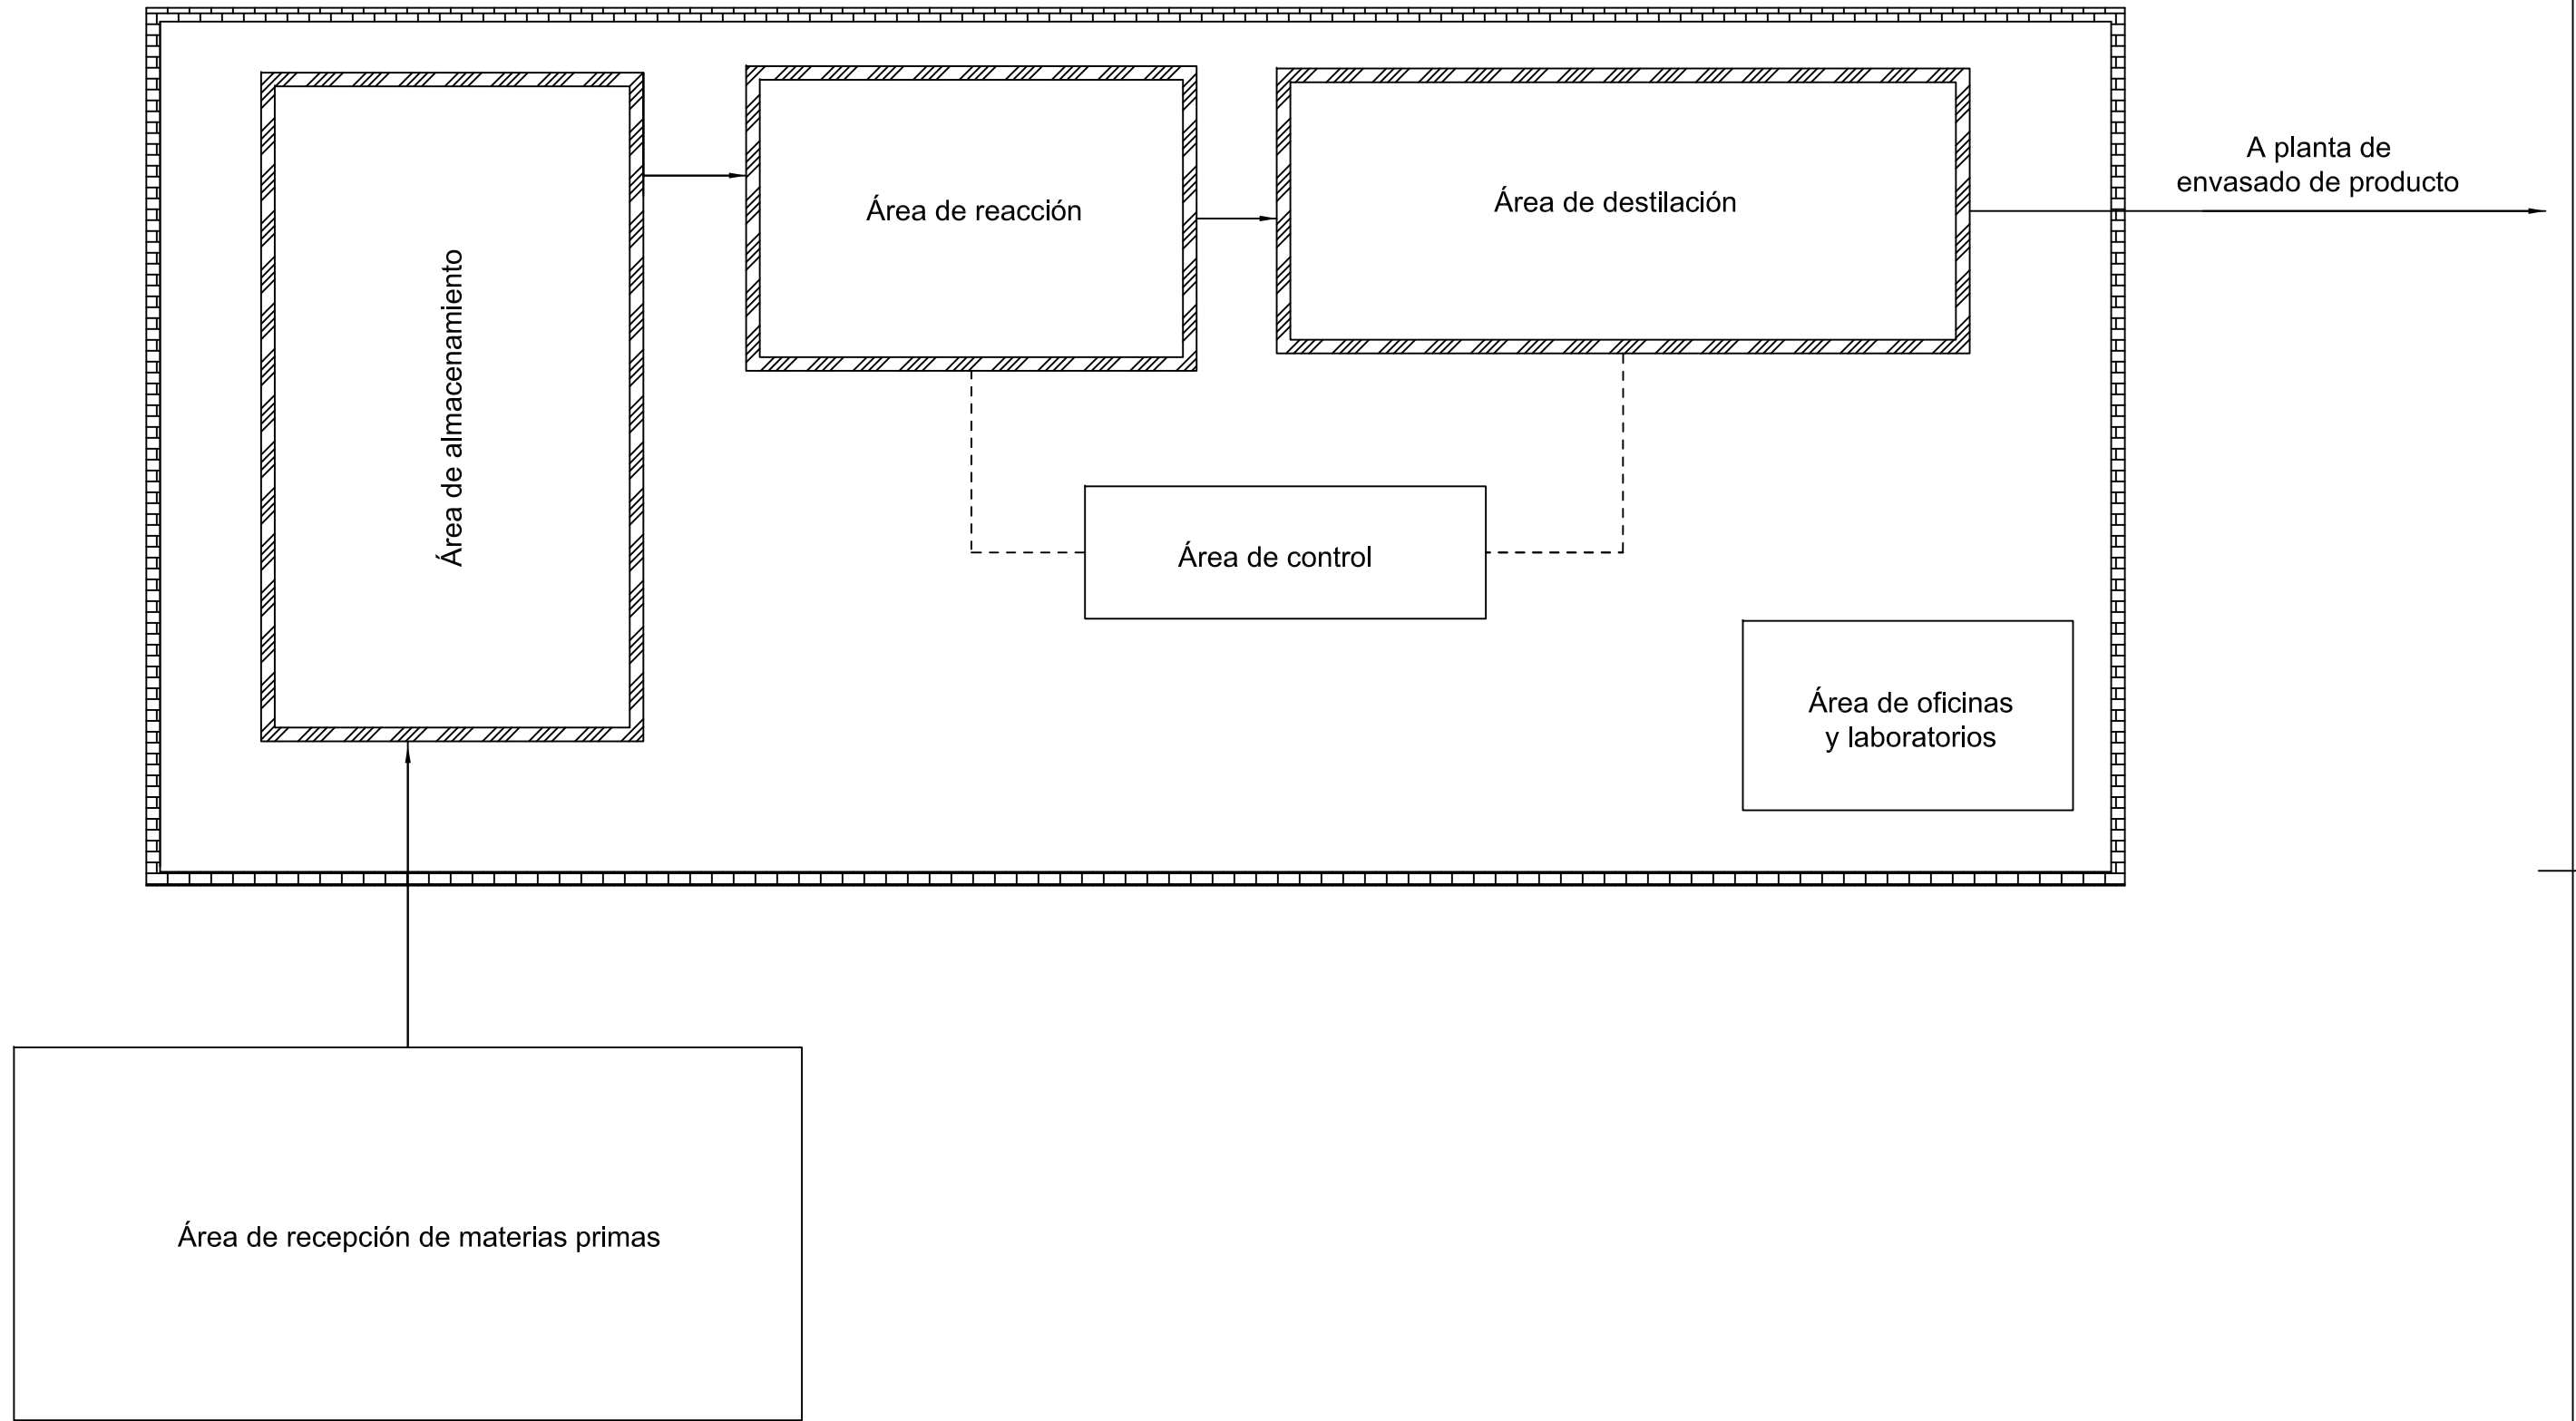 A planta de
envasado de producto
Área de reacción
Área de destilación
Área de almacenamiento
Área de control
Área de oficinas
y laboratorios
Área de recepción de materias primas